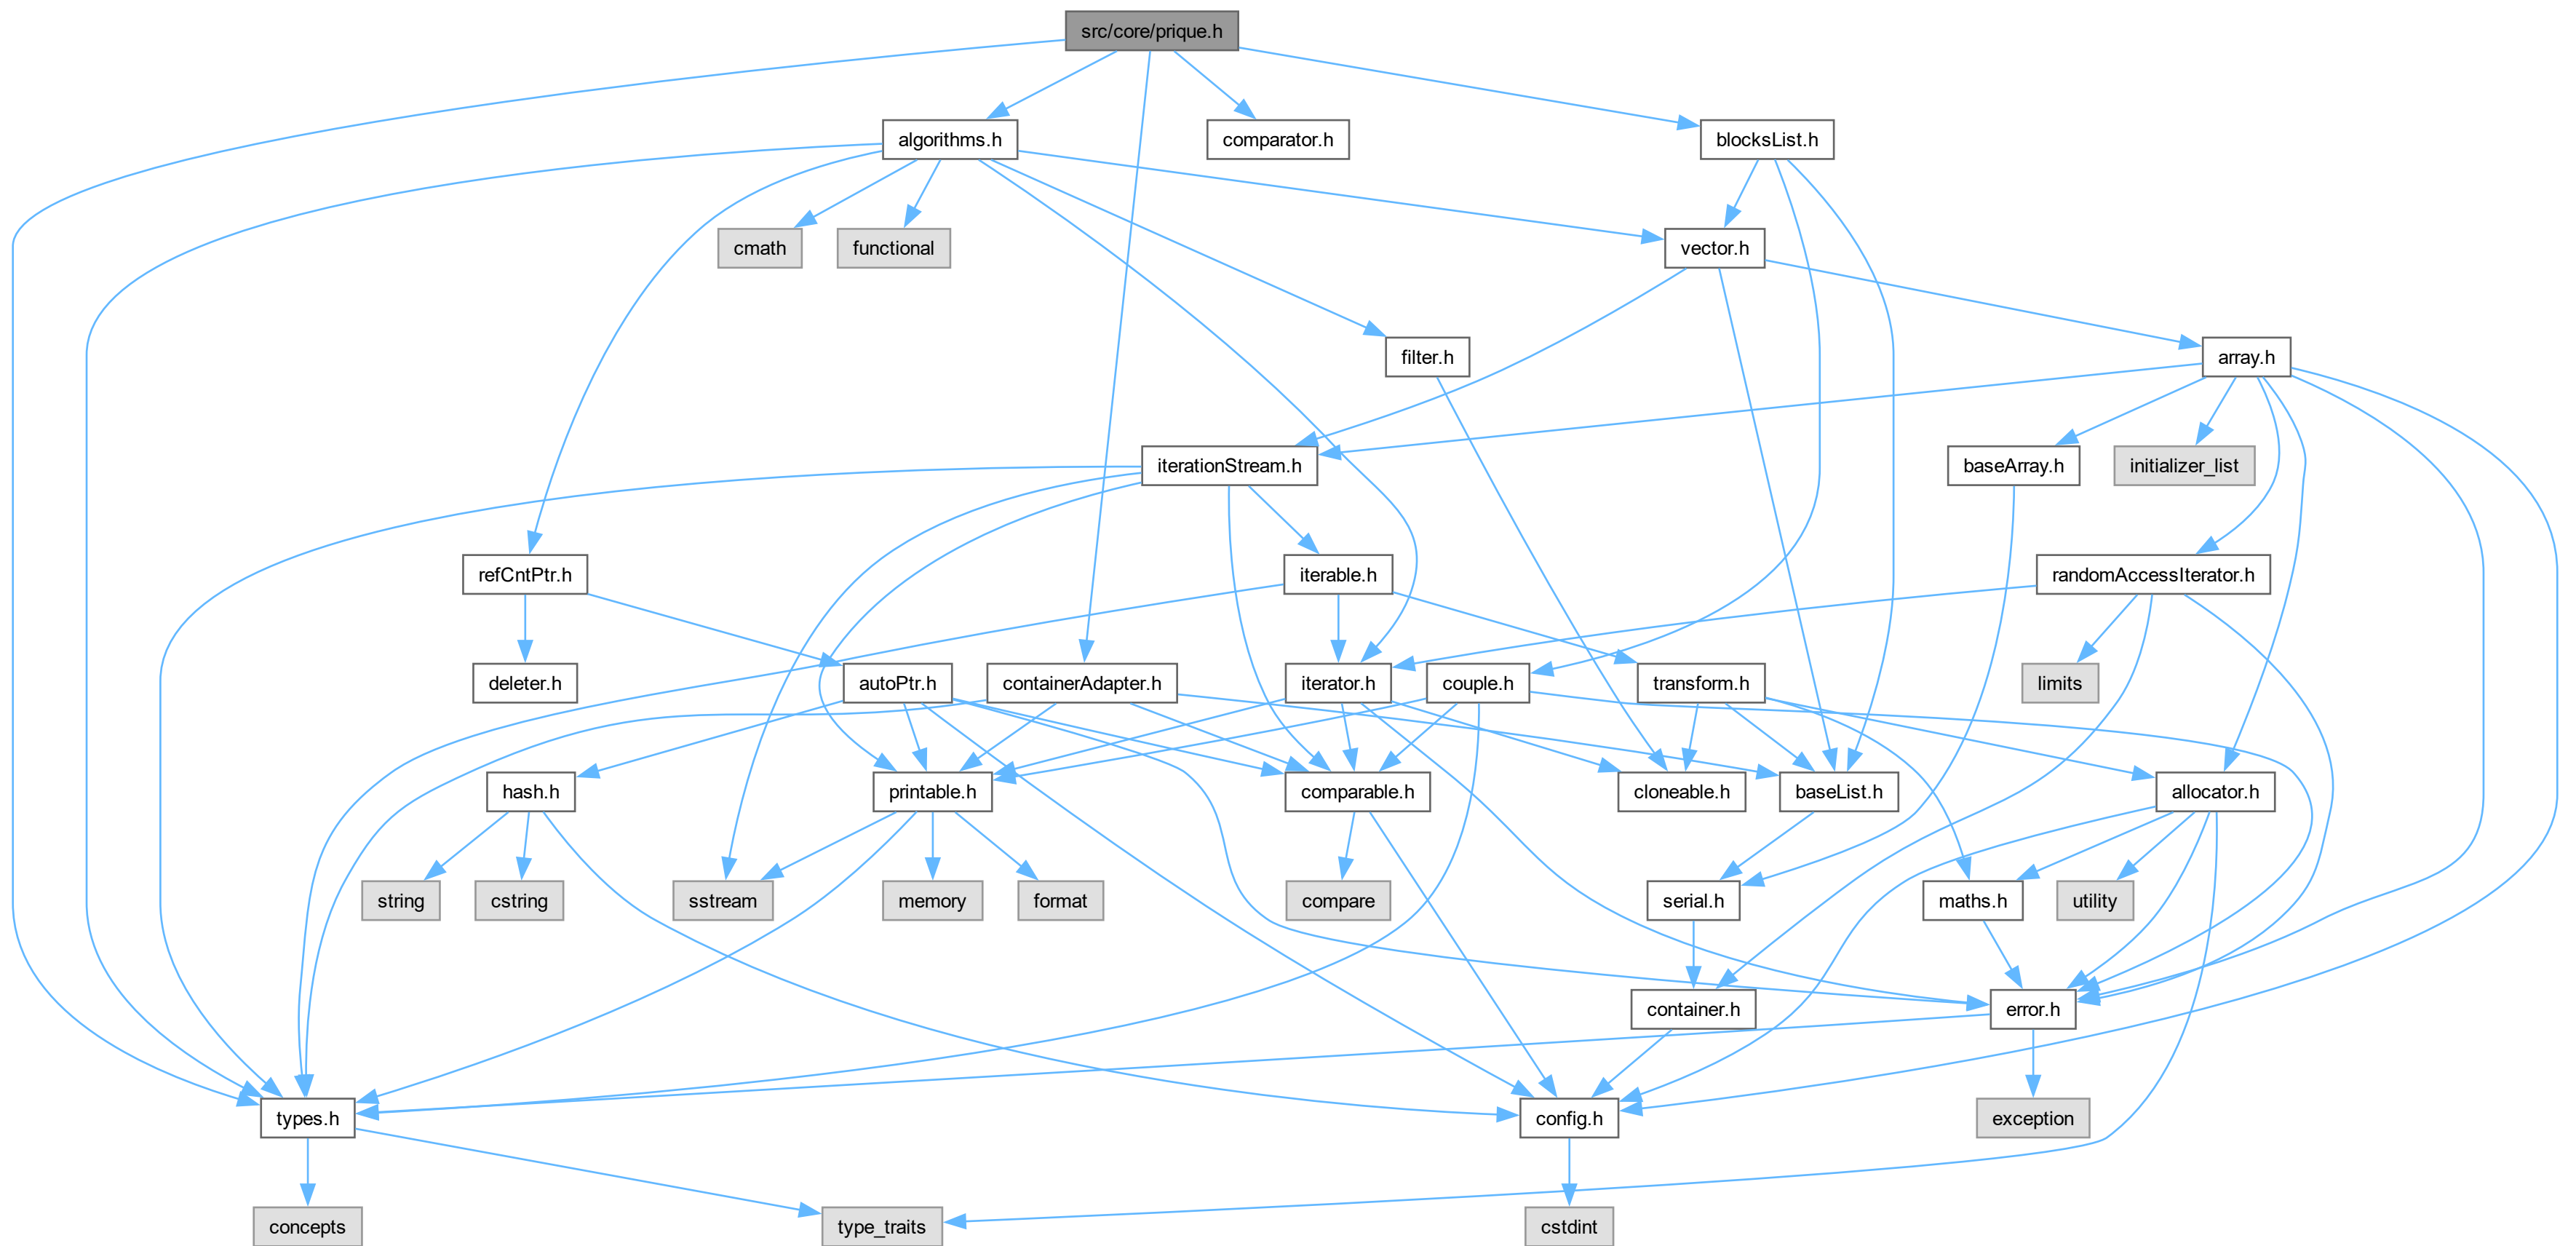 src/core/prique.h
algorithms.h
comparator.h
blocksList.h
cmath
functional
vector.h
filter.h
array.h
iterationStream.h
baseArray.h
initializer_list
refCntPtr.h
iterable.h
randomAccessIterator.h
deleter.h
autoPtr.h
containerAdapter.h
iterator.h
couple.h
transform.h
limits
hash.h
printable.h
comparable.h
cloneable.h
baseList.h
allocator.h
string
cstring
sstream
memory
format
compare
serial.h
maths.h
utility
container.h
error.h
types.h
config.h
exception
concepts
type_traits
cstdint